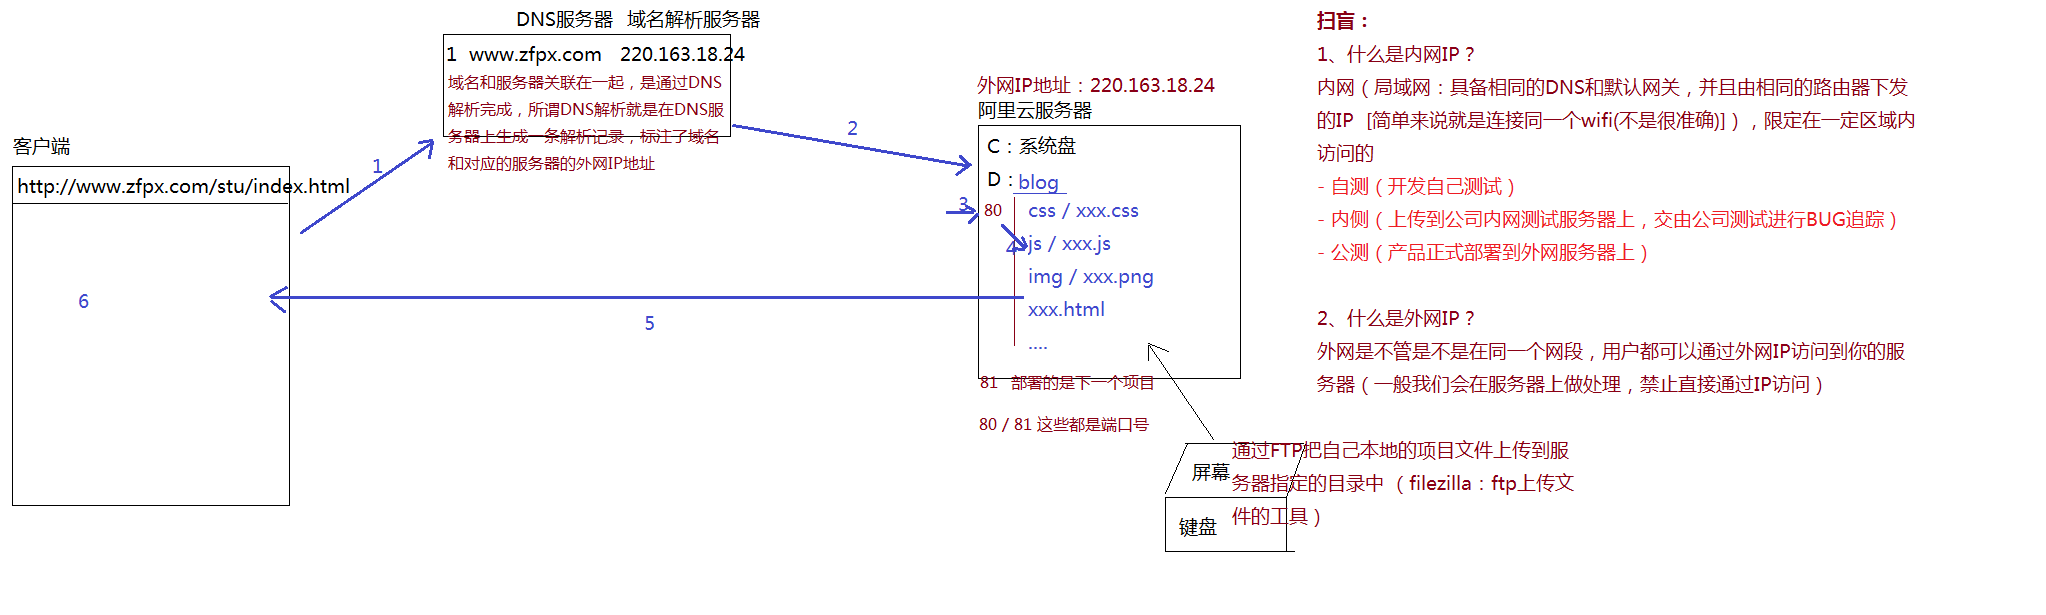 DNS服务器 域名解析服务器
1 www.zfpx.com 220.163.18.24
域名和服务器关联在一起，是通过DNS
解析完成，所谓DNS解析就是在DNS服
务器上生成一条解析记录，标注了域名
和对应的服务器的外网IP地址
客户端
http://www.zfpx.com/stu/index.html
1
2
外网IP地址：220.163.18.24
阿里云服务器
C：系统盘
D：blog
3
80
css / xxx.css
4
js / xxx.js
img / xxx.png
xxx.html
....
5
6
81 部署的是下一个项目
80 / 81 这些都是端口号
屏幕
键盘
通过FTP把自己本地的项目文件上传到服
务器指定的目录中 （filezilla：ftp上传文
件的工具）
扫盲：
1、什么是内网IP？
内网（局域网：具备相同的DNS和默认网关，并且由相同的路由器下发
的IP [简单来说就是连接同一个wifi(不是很准确)]），限定在一定区域内
访问的
- 自测（开发自己测试）
- 内侧（上传到公司内网测试服务器上，交由公司测试进行BUG追踪）
- 公测（产品正式部署到外网服务器上）
2、什么是外网IP？
外网是不管是不是在同一个网段，用户都可以通过外网IP访问到你的服
务器（一般我们会在服务器上做处理，禁止直接通过IP访问）